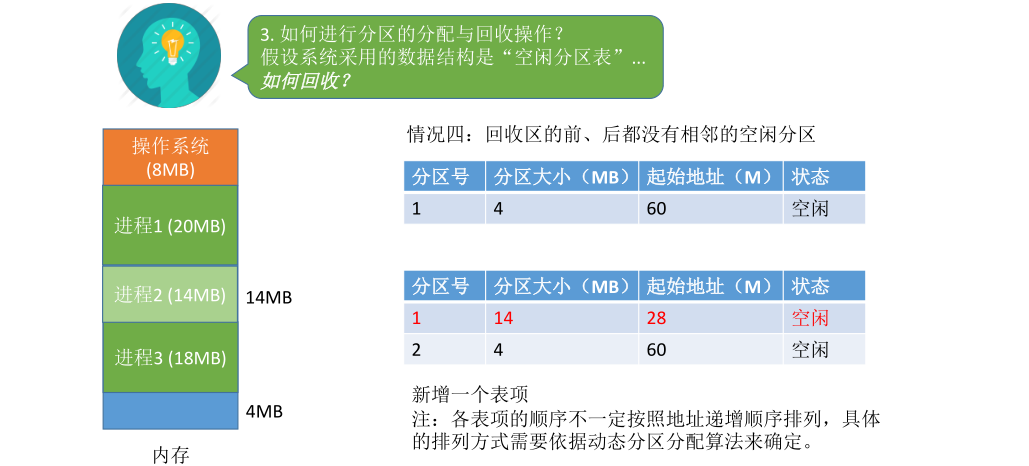 3. 如何进行分区的分配与回收操作？
假设系统采用的数据结构是“空闲分区表”...
如何回收？
操作系统
(8MB)
进程1 (20MB)
进程2 (14MB)
14MB
进程3 (18MB)
4MB
内存
情况四：回收区的前、后都没有相邻的空闲分区
分区号 分区大小（MB） 起始地址（M） 状态
1 4 60 空闲
分区号 分区大小（MB） 起始地址（M） 状态
1 14 28 空闲
2 4 60 空闲
新增一个表项
注：各表项的顺序不一定按照地址递增顺序排列，具体
的排列方式需要依据动态分区分配算法来确定。